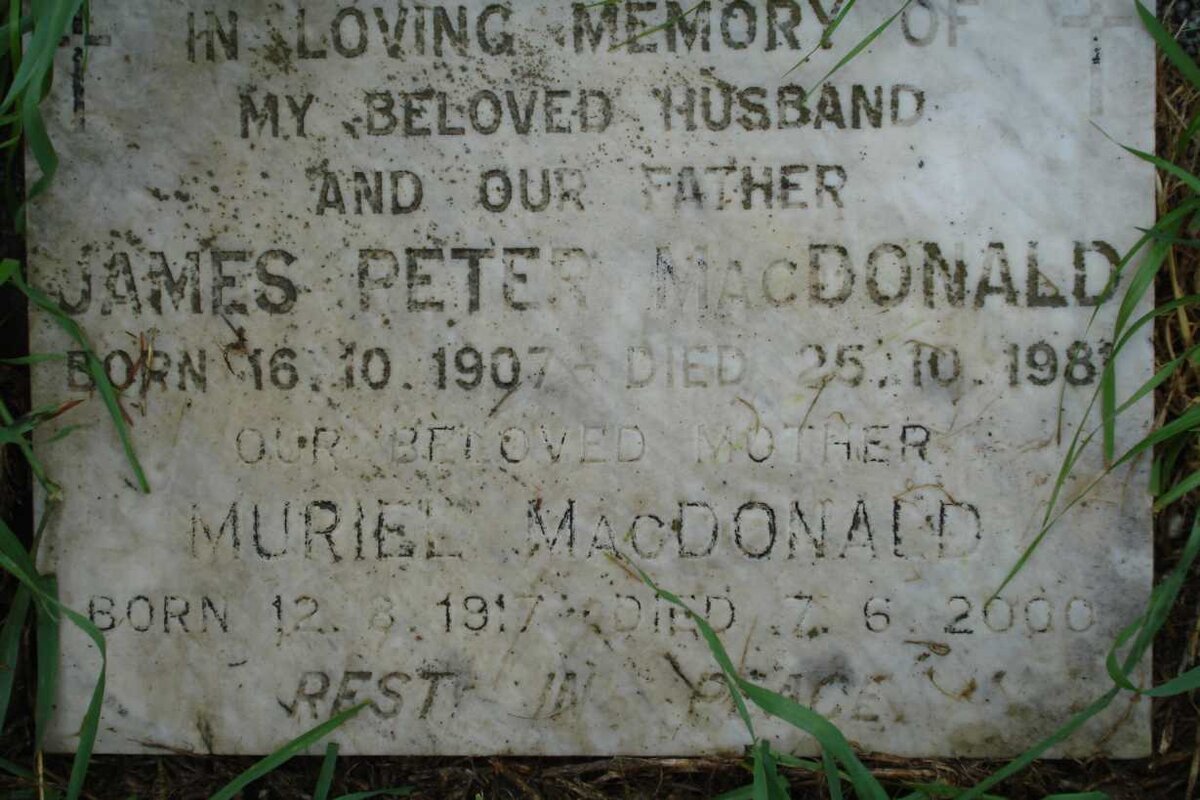 IN LOVING MEMORY OF
MY BELOVED HUSBAND
AND OUR FATHER
JAMES PETER MACDONALD
BORN 16.10.1907 - DIED 25.10.198
OUR BELOVED MOTHER
MURIEL MACDONALD
BORN 12.8.1917 - DIED 7.6.2000
REST IN PEACE